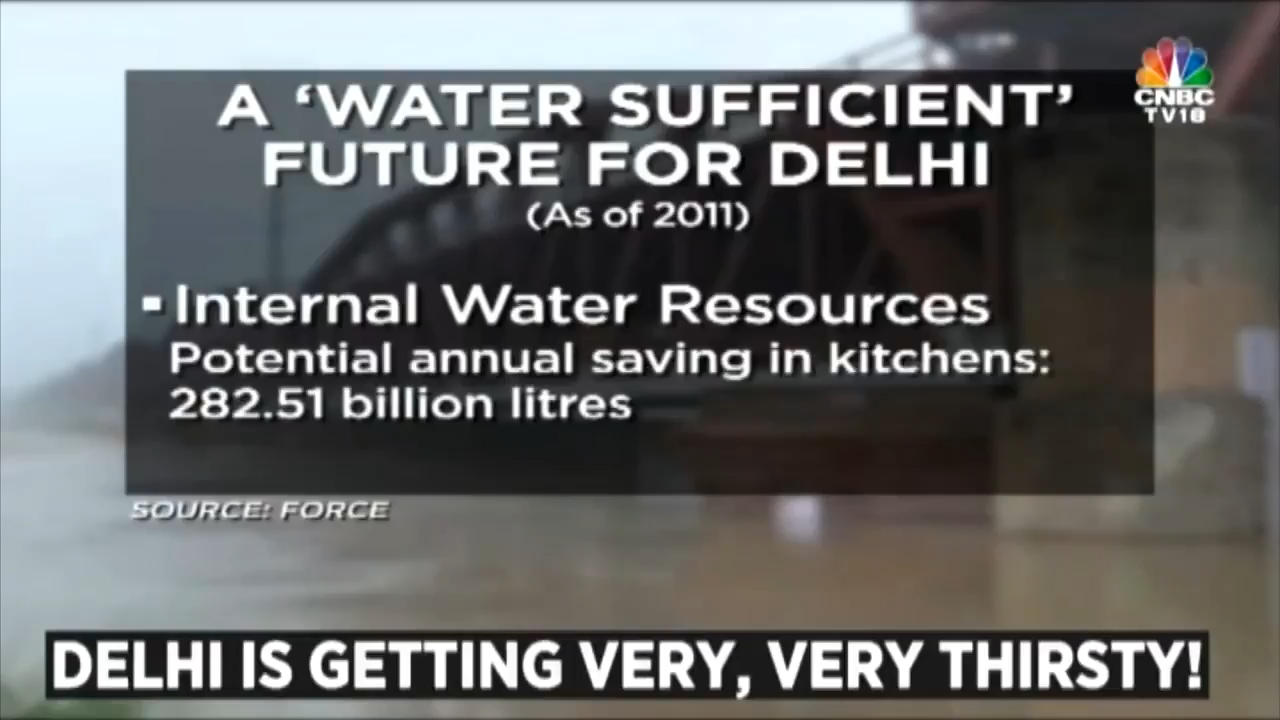 A ‘WATER SUFFICIENT’
FUTURE FOR DELHI
(As of 2011)
▪ Internal Water Resources
Potential annual saving in kitchens:
282.51 billion litres
SOURCE: FORCE
DELHI IS GETTING VERY, VERY THIRSTY!
CNBC
TV18